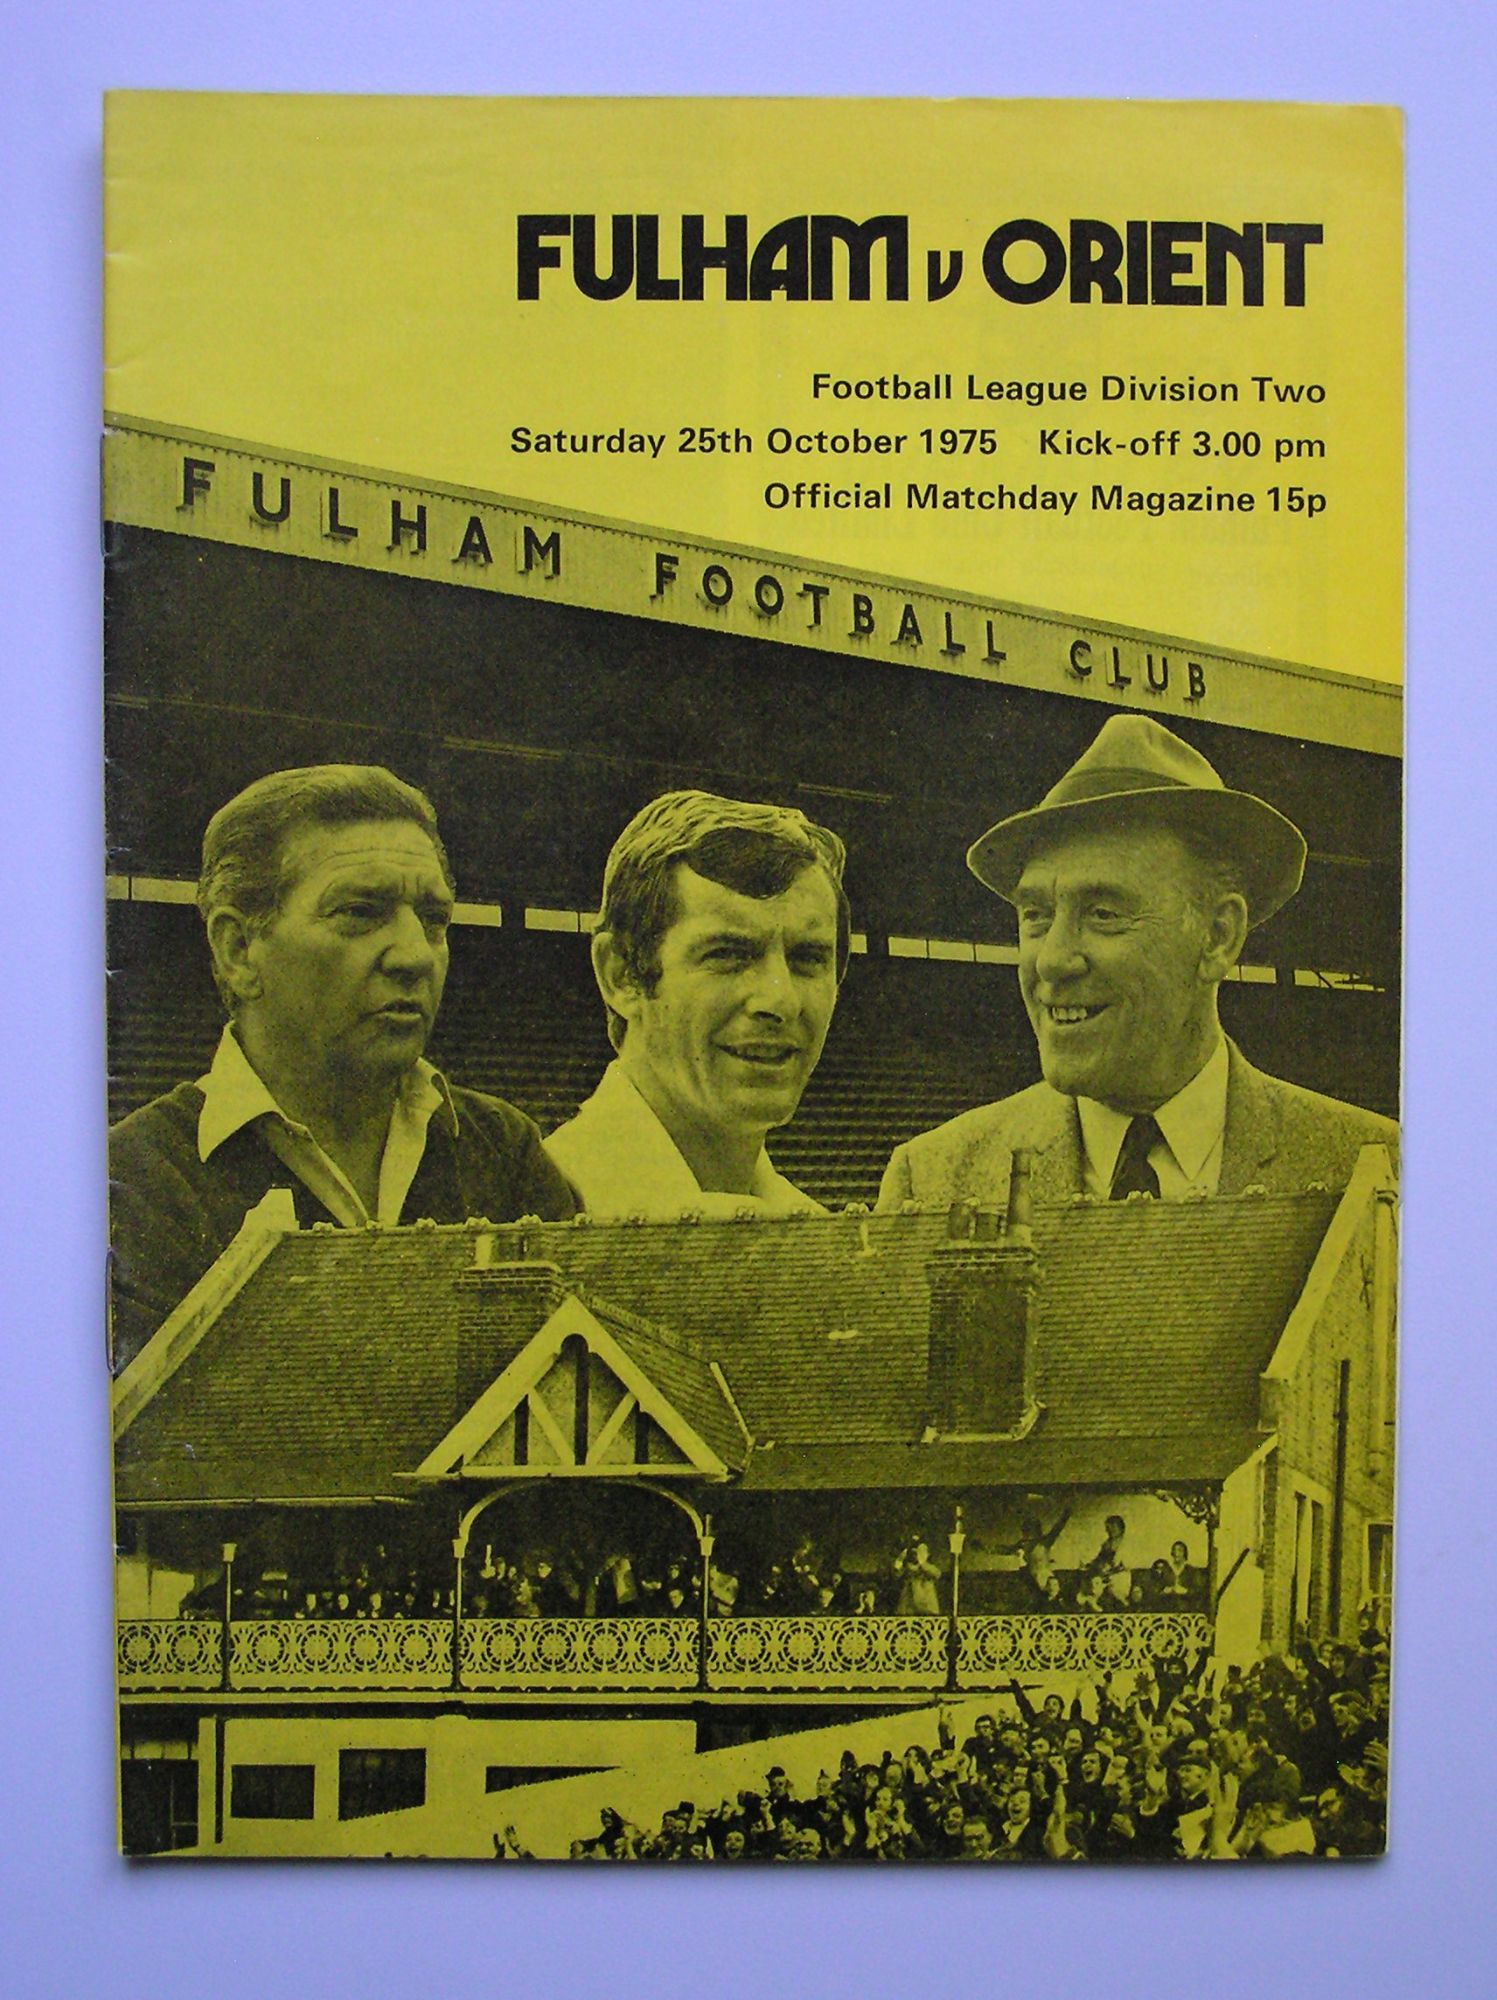 FULHAM v ORIENT
Football League Division Two
Saturday 25th October 1975 Kick-off 3.00 pm
Official Matchday Magazine 15p
FULHAM FOOTBALL CLUB